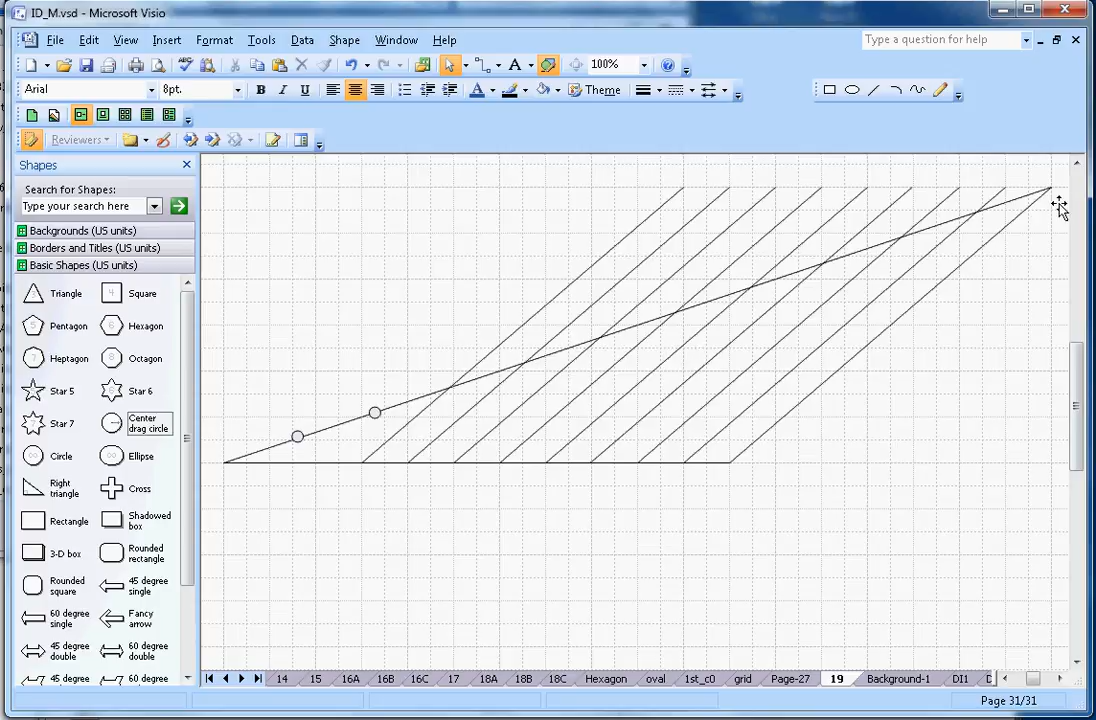 ID_M.vsd - Microsoft Visio
File Edit View Insert Format Tools Data Shape Window Help
Type a question for help
100%
Arial 8pt. B I U A Theme
Reviewers
Shapes
Search for Shapes:
Type your search here
Backgrounds (US units)
Borders and Titles (US units)
Basic Shapes (US units)
Triangle Square
Pentagon Hexagon
Heptagon Octagon
Star 5 Star 6
Star 7 Center drag circle
Circle Ellipse
Right triangle Cross
Rectangle Shadowed box
3-D box Rounded rectangle
Rounded square 45 degree single
60 degree single Fancy arrow
45 degree double 60 degree double
45 degree 60 degree
14 15 16A 16B 16C 17 18A 18B 18C Hexagon oval 1st_c0 grid Page-27 19 Background-1 DI1
Page 31/31